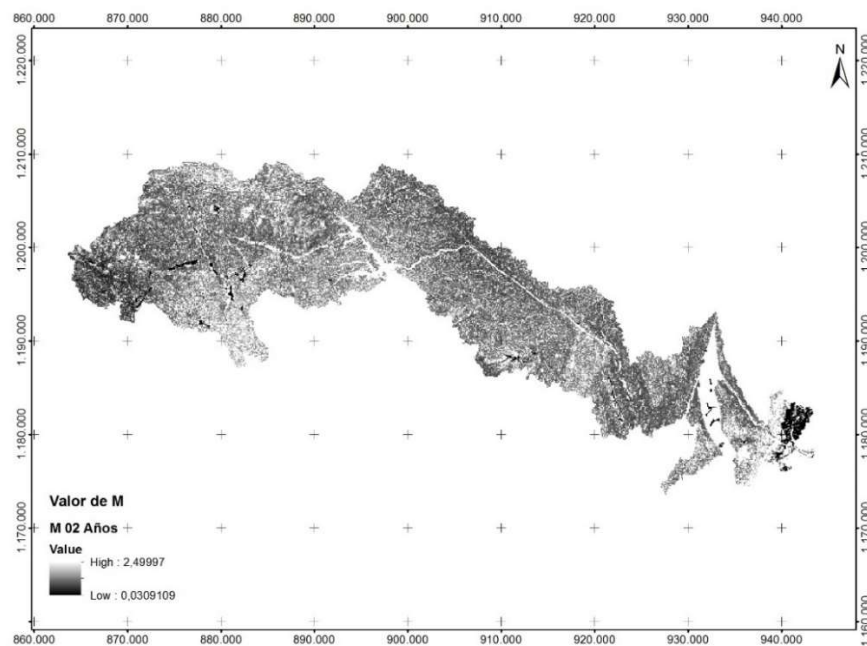 860.000 870.000 880.000 890.000 900.000 910.000 920.000 930.000 940.000
N
1.220.000 1.220.000
1.210.000 1.210.000
1.200.000 1.200.000
1.190.000 1.190.000
1.180.000 1.180.000
1.170.000 1.170.000
1.160.000 1.160.000
Valor de M
M 02 Años
Value
High : 2,49997
Low : 0,0309109
860.000 870.000 880.000 890.000 900.000 910.000 920.000 930.000 940.000